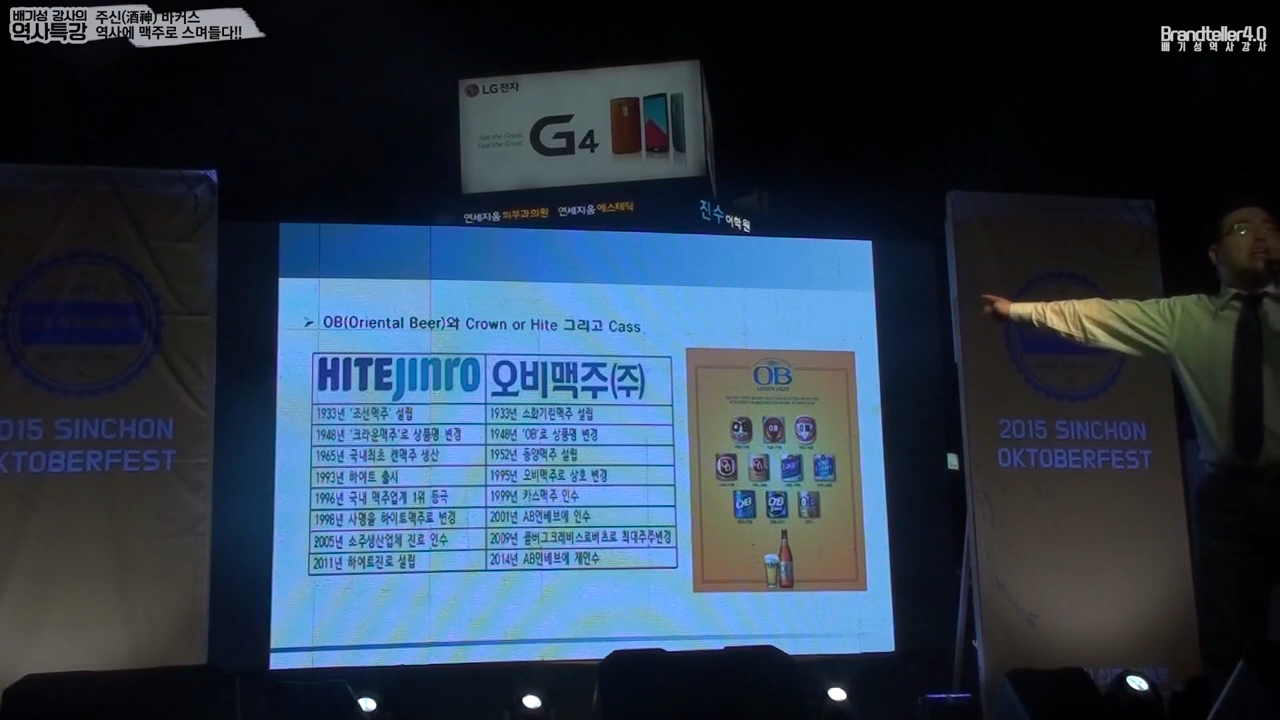 배기성 강사의 주신(酒神) 바커스
역사특강 역사에 맥주로 스며들다!!
Brandteller4.0
배기성역사강사
LG전자
See the Great,
Feel the Great
G4
연세지움피부과의원 연세지움에스테틱
진수어학원
➢ OB(Oriental Beer)와 Crown or Hite 그리고 Cass
HITEJINRO 오비맥주(주)
1933년 '조선맥주' 설립 1933년 소화기린맥주 설립
1948년 '크라운맥주'로 상품명 변경 1948년 'OB'로 상품명 변경
1965년 국내최초 캔맥주 생산 1952년 동양맥주 설립
1993년 하이트 출시 1995년 오비맥주로 상호 변경
1996년 국내 맥주업계 1위 등극 1999년 카스맥주 인수
1998년 사명을 하이트맥주로 변경 2001년 AB인베브에 인수
2005년 소주생산업체 진로 인수 2009년 콜버그크래비스로버츠로 최대주주변경
2011년 하이트진로 설립 2014년 AB인베브에 재인수
OB
015 SINCHON
KTOBERFEST
2015 SINCHON
OKTOBERFEST